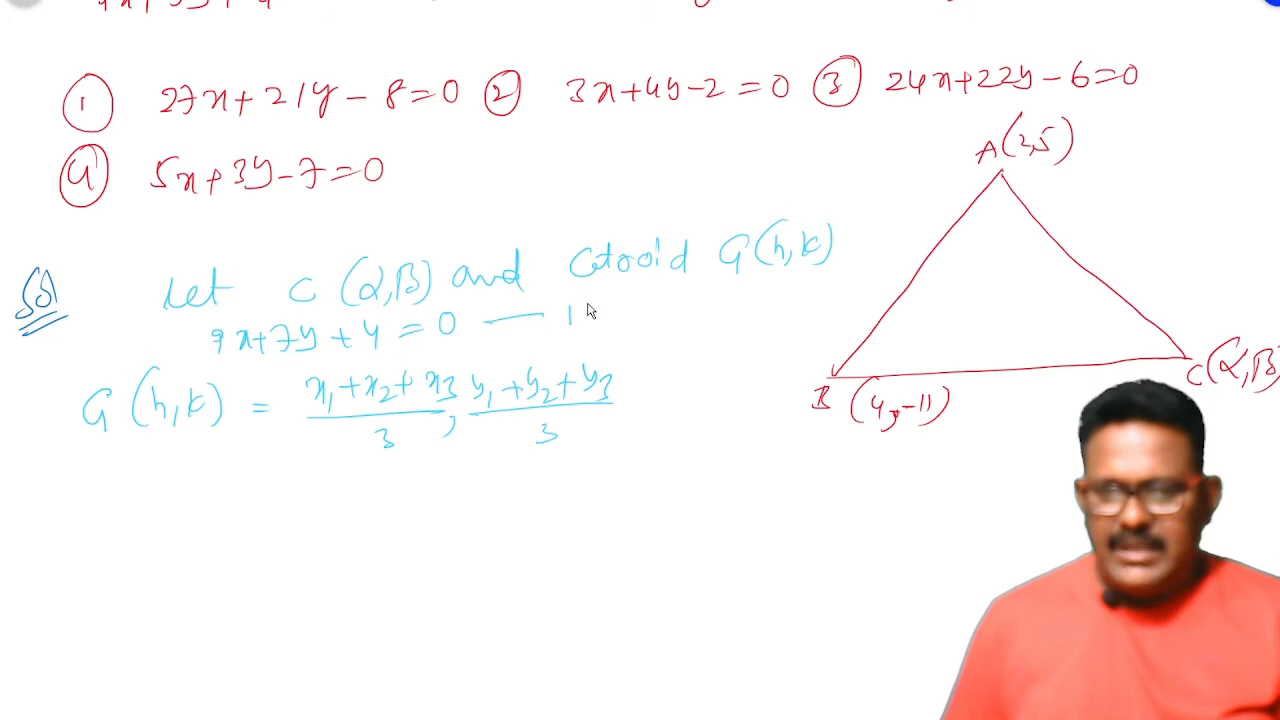 ① 27x + 21y - 8 = 0 ② 3x + 4y - 2 = 0 ③ 24x + 22y - 6 = 0
④ 5x + 3y - 7 = 0
A (3,5)
B (4, -11)
C (α, β)
Sol
Let C (α, β) and G(h, k)
9x + 7y + 4 = 0 — 1
G (h, k) = x₁ + x₂ + x₃ / 3 , y₁ + y₂ + y₃ / 3